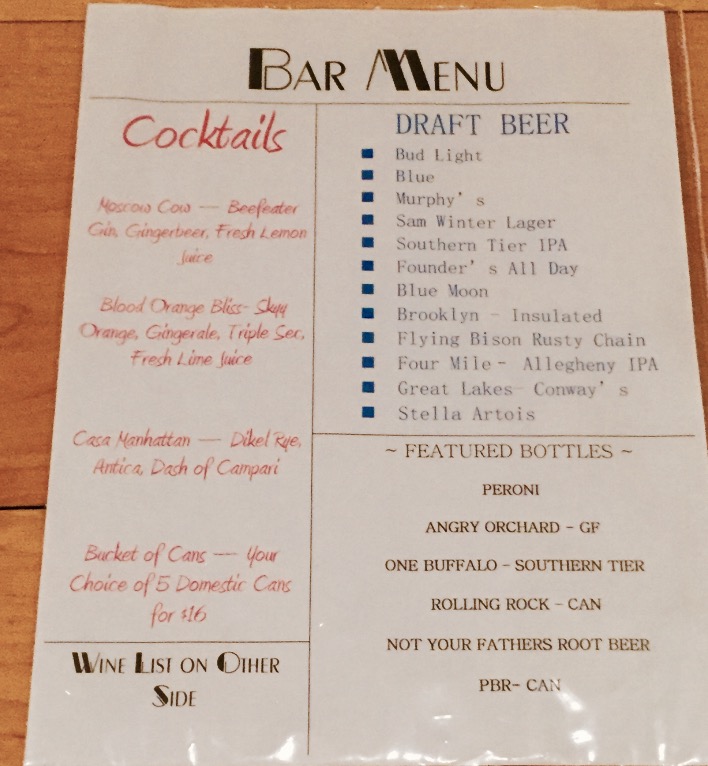 BAR MENU
Cocktails
Moscow Cow — Beefeater
Gin, Gingerbeer, Fresh Lemon
Juice
Blood Orange Bliss- Skyy
Orange, Gingerale, Triple Sec,
Fresh Lime Juice
Casa Manhattan — Dikel Rye,
Antica, Dash of Campari
Bucket of Cans — Your
Choice of 5 Domestic Cans
for $16
WINE LIST ON OTHER
SIDE
DRAFT BEER
Bud Light
Blue
Murphy's
Sam Winter Lager
Southern Tier IPA
Founder's All Day
Blue Moon
Brooklyn - Insulated
Flying Bison Rusty Chain
Four Mile - Allegheny IPA
Great Lakes- Conway's
Stella Artois
~ FEATURED BOTTLES ~
PERONI
ANGRY ORCHARD - GF
ONE BUFFALO - SOUTHERN TIER
ROLLING ROCK - CAN
NOT YOUR FATHERS ROOT BEER
PBR- CAN